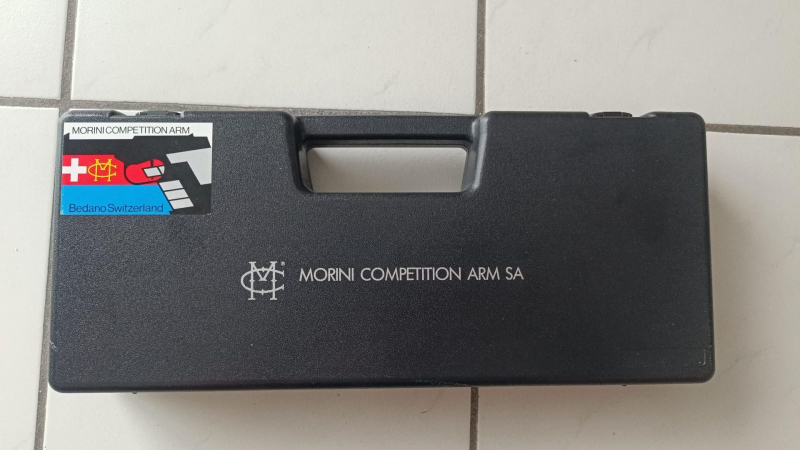 MORINI COMPETITION ARM
Bedano Switzerland
MORINI COMPETITION ARM SA